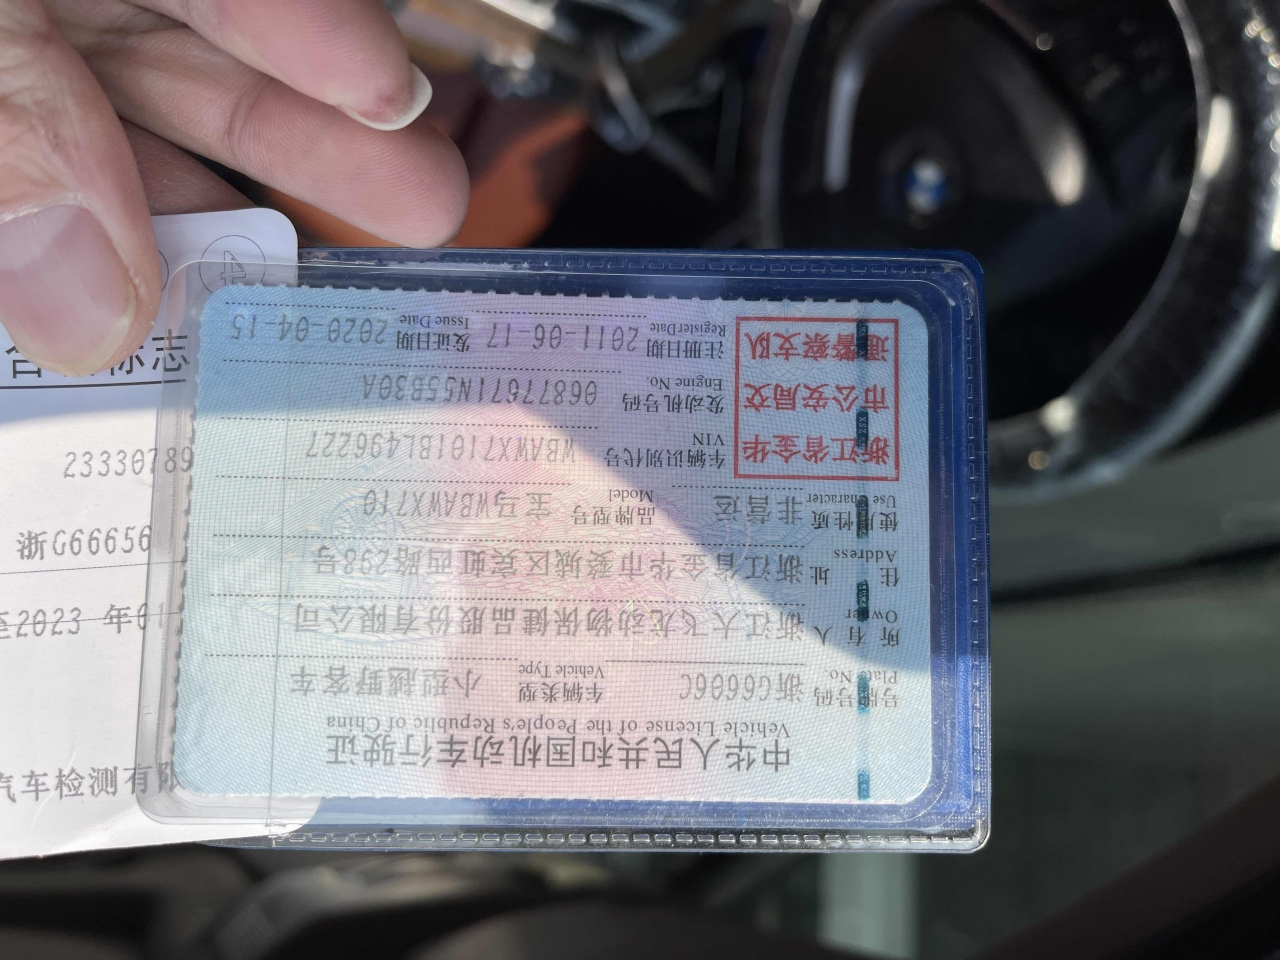 中华人民共和国机动车行驶证
Vehicle License of the People's Republic of China
号牌号码 浙G6606C 车辆类型 小型越野客车
Plate No. Vehicle Type
所有人 浙江大飞龙动物保健品股份有限公司
Owner
住址 浙江省金华市婺城区宾虹西路298号
Address
使用性质 非营运 品牌型号 宝马WBAWX710
Use Character Model
浙江省金华
市公安局交
通警察支队
车辆识别代号 WBAWX7101BL496227
VIN
发动机号码 06877671N55B30A
Engine No.
注册日期 2011-06-17 发证日期 2020-04-15
Register Date Issue Date
4
标志
23330789
浙G66656
至2023 年0
汽车检测有限